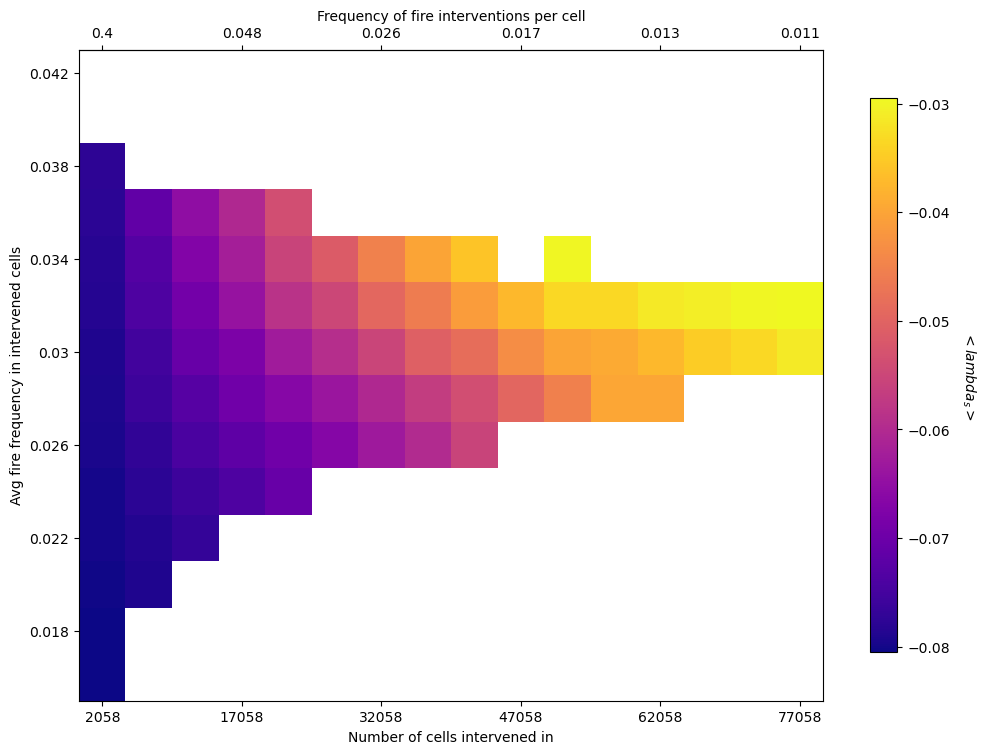 Frequency of fire interventions per cell
0.4 0.048 0.026 0.017 0.013 0.011
0.042
0.038
0.034
0.03
0.026
0.022
0.018
Avg fire frequency in intervened cells
2058 17058 32058 47058 62058 77058
Number of cells intervened in
−0.03
−0.04
−0.05
−0.06
−0.07
−0.08
< lambda_s >